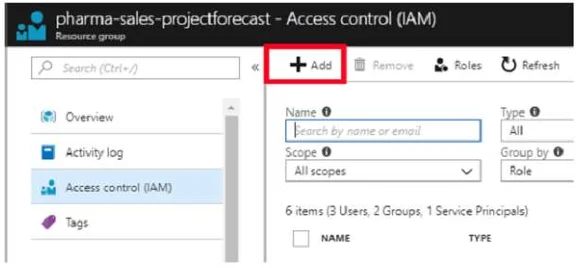 pharma-sales-projectforecast - Access control (IAM)
Resource group
Search (Ctrl+/)
«
Add
Remove
Roles
Refresh
Overview
Activity log
Access control (IAM)
Tags
Name
Search by name or email
Type
All
Scope
All scopes
Group by
Role
6 items (3 Users, 2 Groups, 1 Service Principals)
NAME
TYPE